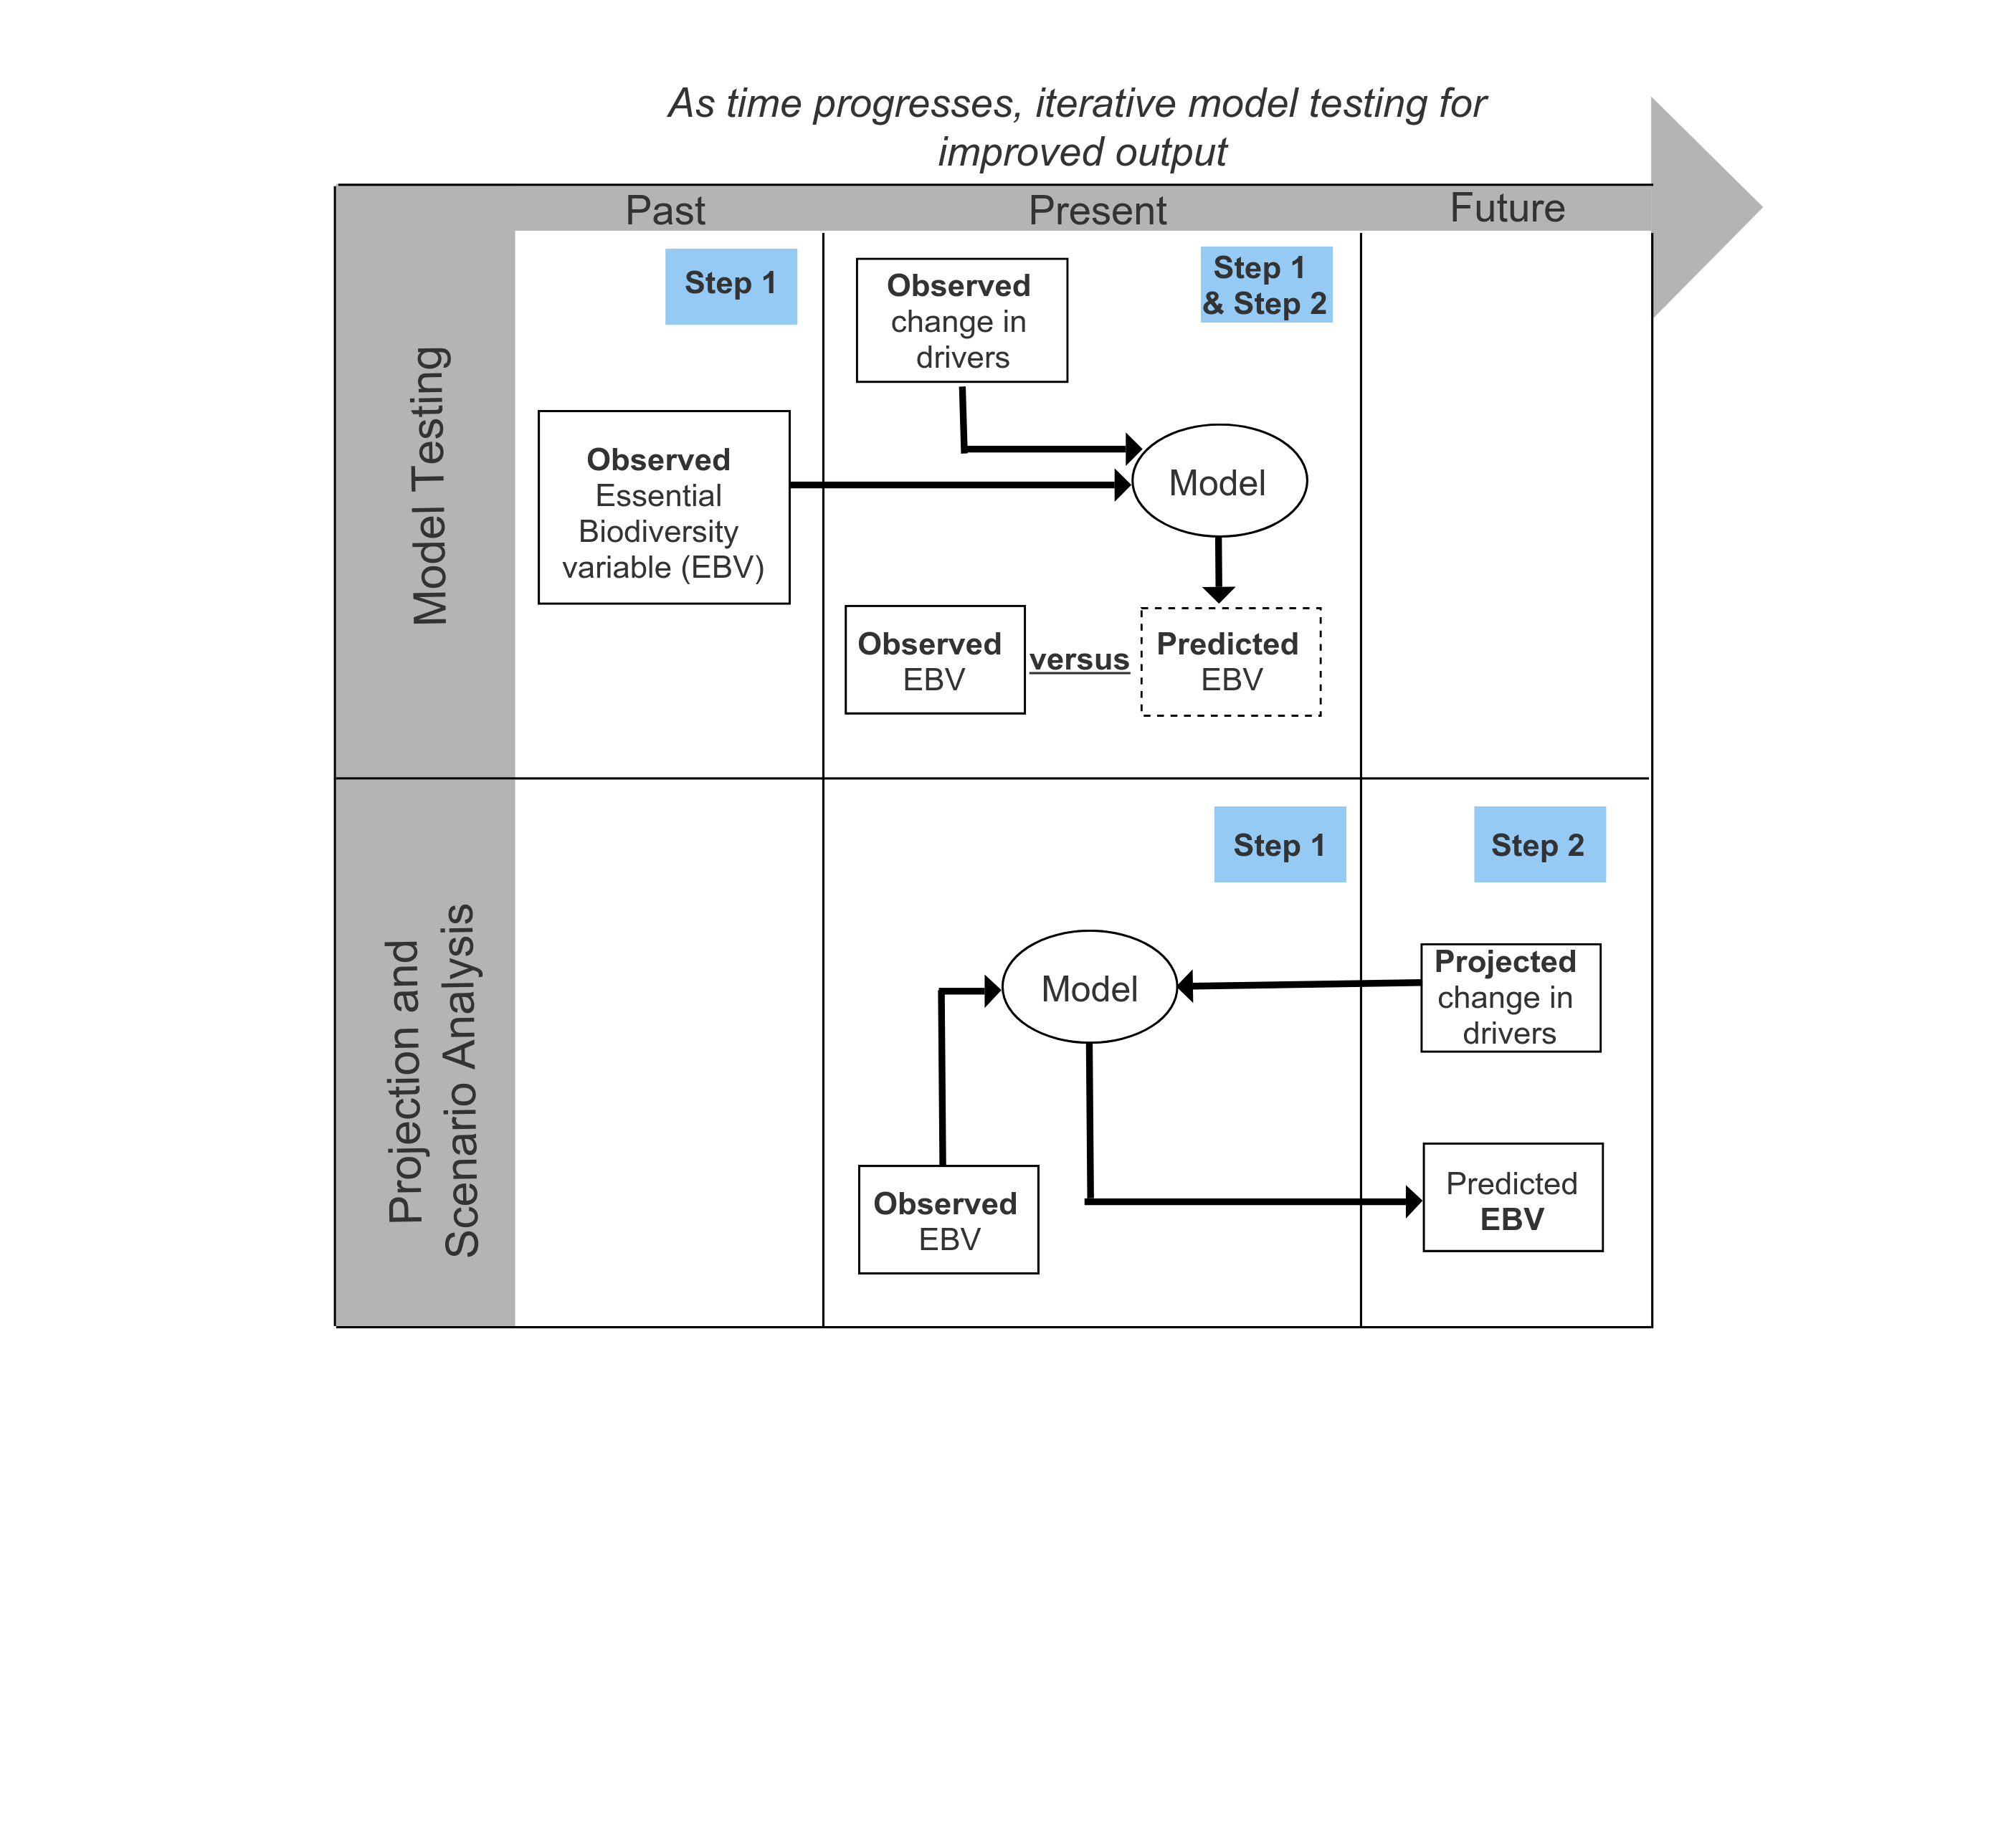 As time progresses, iterative model testing for
improved output
Past
Present
Future
Model Testing
Step 1
Observed
Essential
Biodiversity
variable (EBV)
Observed
change in
drivers
Step 1
& Step 2
Model
Observed
EBV
versus
Predicted
EBV
Projection and
Scenario Analysis
Step 1
Model
Observed
EBV
Step 2
Projected
change in
drivers
Predicted
EBV